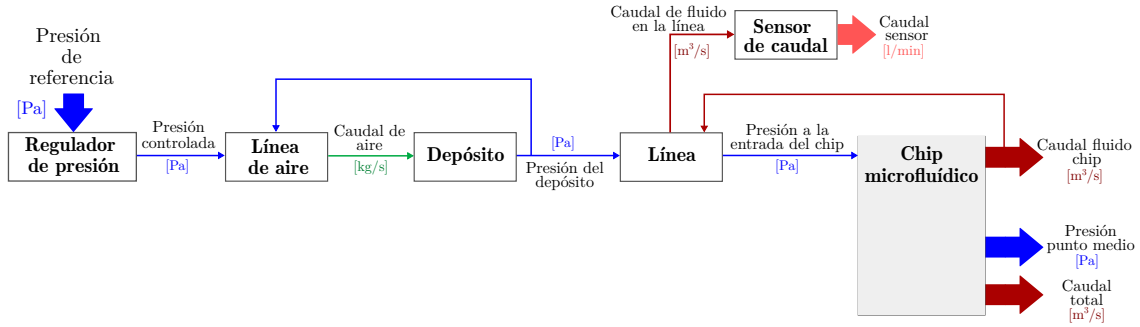 Presión
de
referencia
[Pa]
Regulador
de presión
Presión
controlada
[Pa]
Línea
de aire
Caudal de
aire
[kg/s]
Depósito
[Pa]
Presión del
depósito
Línea
Caudal de fluido
en la línea
[m³/s]
Sensor
de caudal
Caudal
sensor
[l/min]
Presión a la
entrada del chip
[Pa]
Chip
microfluídico
Caudal fluido
chip
[m³/s]
Presión
punto medio
[Pa]
Caudal
total
[m³/s]